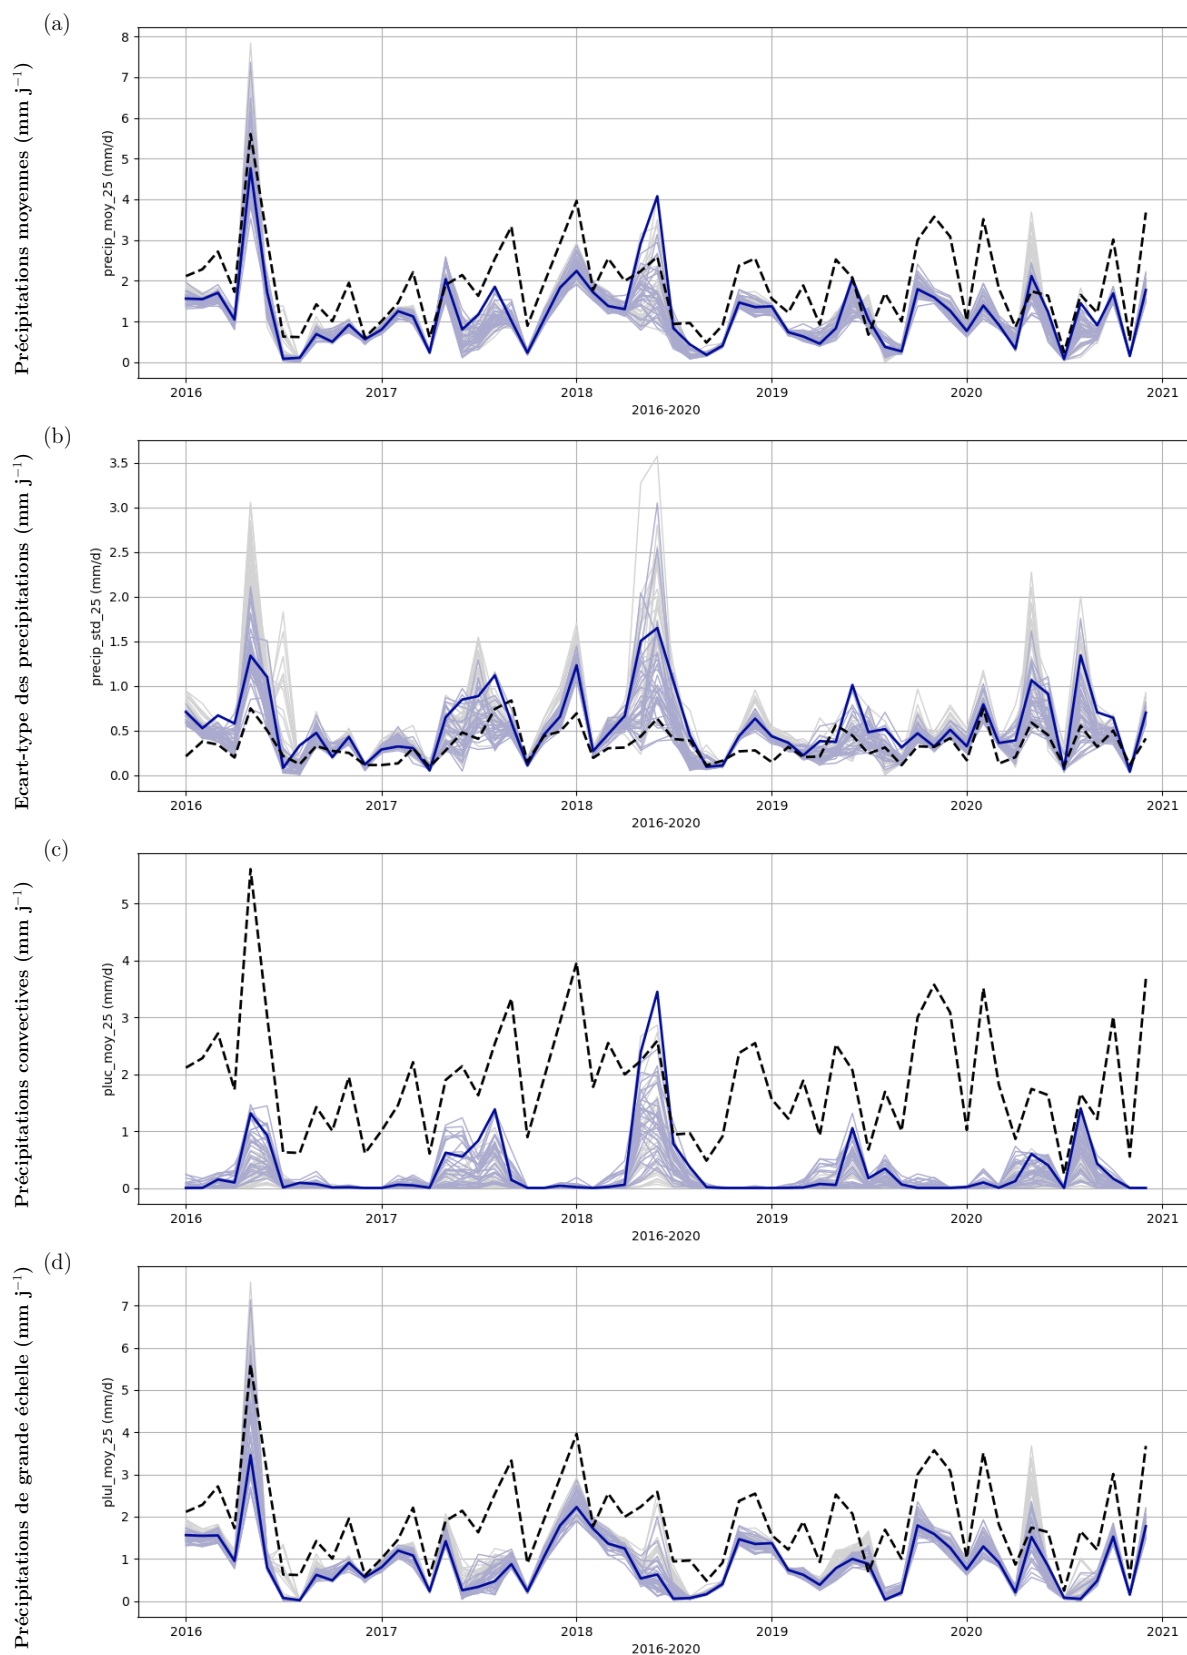 (a)
Précipitations moyennes (mm j⁻¹)
precip_moy_25 (mm/d)
8
7
6
5
4
3
2
1
0
2016 2017 2018 2019 2020 2021
2016-2020
(b)
Ecart-type des precipitations (mm j⁻¹)
precip_std_25 (mm/d)
3.5
3.0
2.5
2.0
1.5
1.0
0.5
0.0
2016 2017 2018 2019 2020 2021
2016-2020
(c)
Précipitations convectives (mm j⁻¹)
pluc_moy_25 (mm/d)
5
4
3
2
1
0
2016 2017 2018 2019 2020 2021
2016-2020
(d)
Précipitations de grande échelle (mm j⁻¹)
plul_moy_25 (mm/d)
7
6
5
4
3
2
1
0
2016 2017 2018 2019 2020 2021
2016-2020